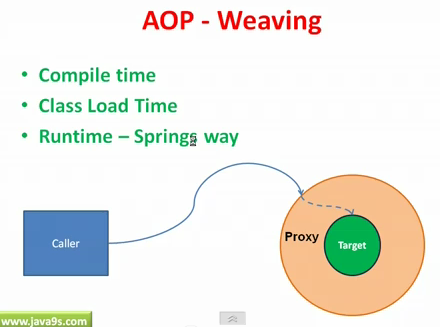 AOP - Weaving
• Compile time
• Class Load Time
• Runtime – Springs way
Caller
Proxy
Target
www.java9s.com